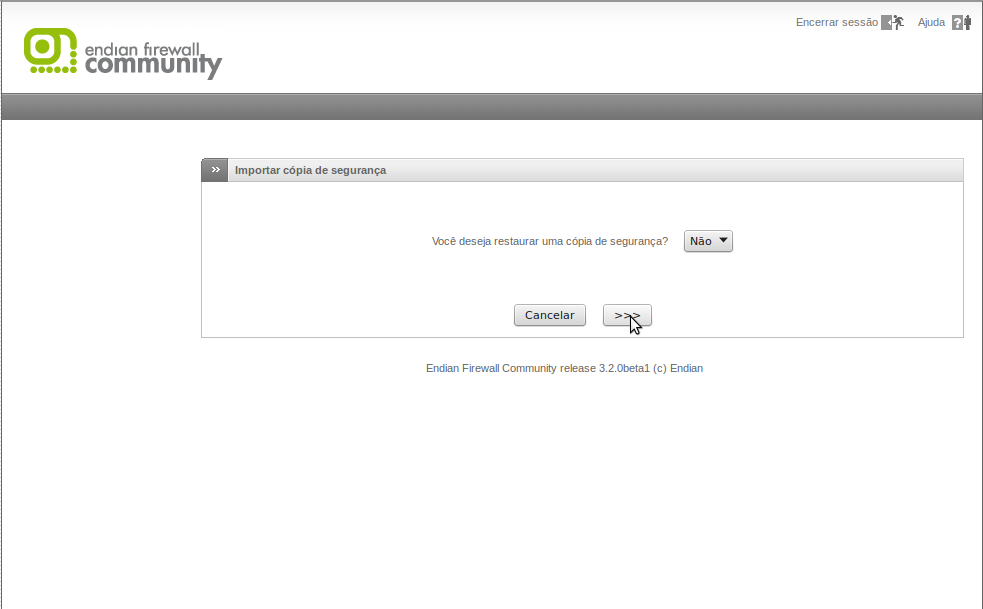 Encerrar sessão Ajuda
endian firewall
community
Importar cópia de segurança
Você deseja restaurar uma cópia de segurança? Não
Cancelar >>>
Endian Firewall Community release 3.2.0beta1 (c) Endian